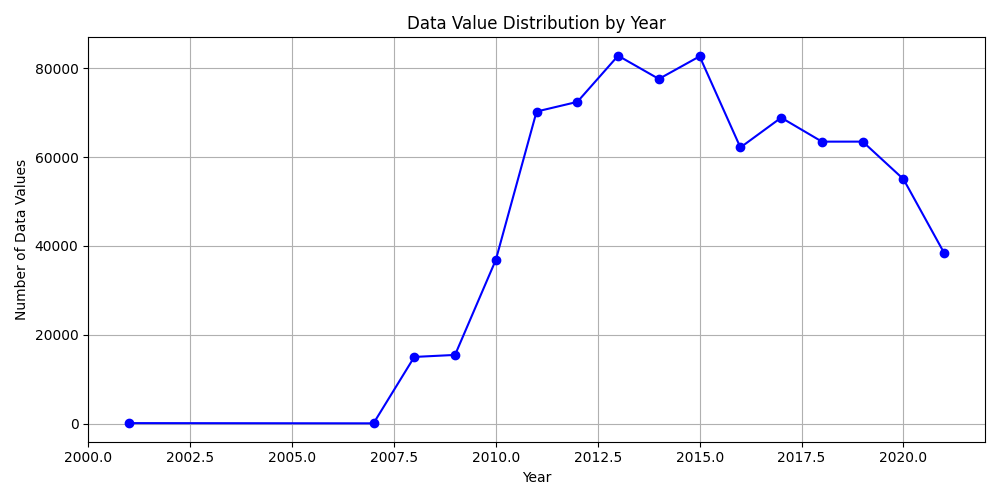 Data Value Distribution by Year
Number of Data Values
80000
60000
40000
20000
0
2000.0 2002.5 2005.0 2007.5 2010.0 2012.5 2015.0 2017.5 2020.0
Year